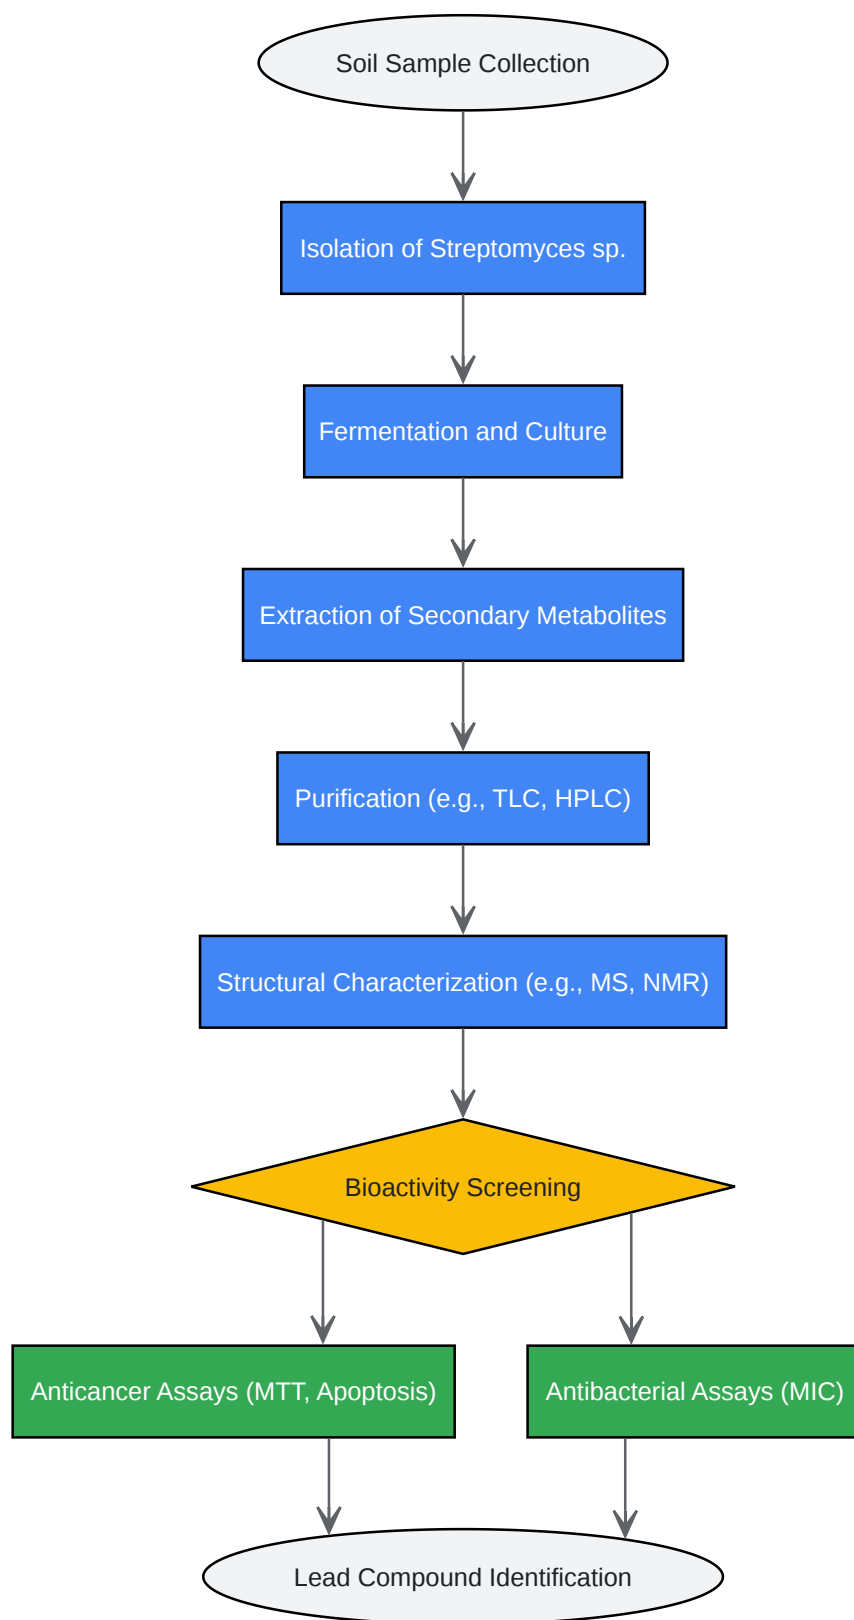 Soil Sample Collection
Isolation of Streptomyces sp.
Fermentation and Culture
Extraction of Secondary Metabolites
Purification (e.g., TLC, HPLC)
Structural Characterization (e.g., MS, NMR)
Bioactivity Screening
Anticancer Assays (MTT, Apoptosis)
Antibacterial Assays (MIC)
Lead Compound Identification